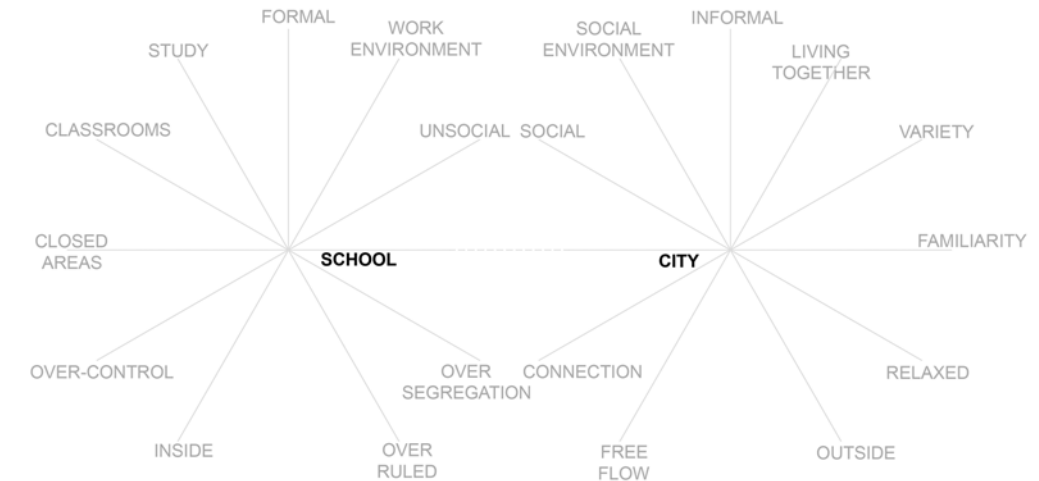 FORMAL
WORK
ENVIRONMENT
STUDY
CLASSROOMS
UNSOCIAL
CLOSED
AREAS
SCHOOL
OVER-CONTROL
OVER
SEGREGATION
INSIDE
OVER
RULED
SOCIAL
ENVIRONMENT
INFORMAL
LIVING
TOGETHER
SOCIAL
VARIETY
CITY
FAMILIARITY
CONNECTION
RELAXED
FREE
FLOW
OUTSIDE